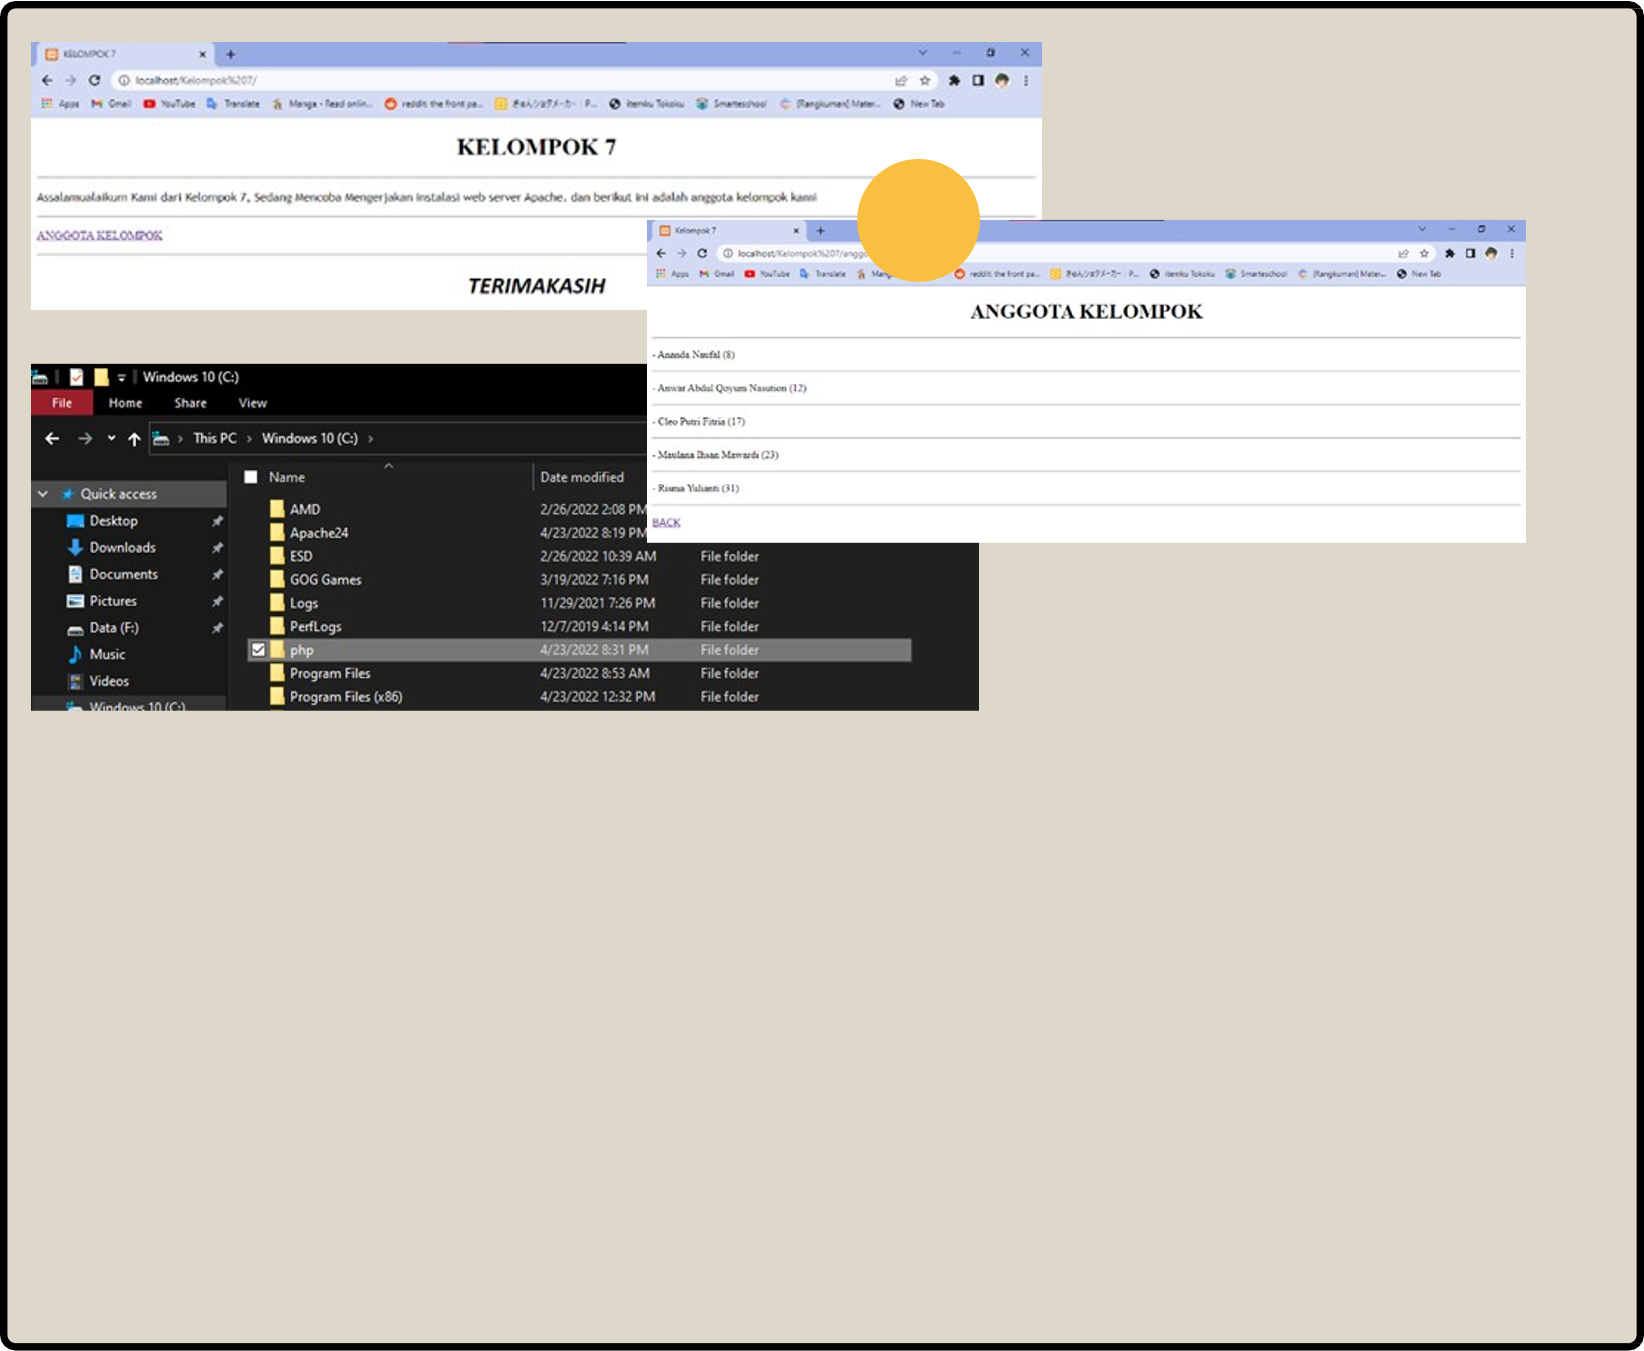 KELOMPOK 7
localhost/Kelompok%207/
Apps Gmail YouTube Translate Manga - Read onlin... reddit: the front pa... Itemku Tokoku Smarteschool [Rangkuman] Mater... New Tab
KELOMPOK 7
Assalamualaikum Kami dari Kelompok 7, Sedang Mencoba Mengerjakan instalasi web server Apache. dan berikut ini adalah anggota kelompok kami
ANGGOTA KELOMPOK
TERIMAKASIH
Kelompok 7
localhost/Kelompok%207/anggo
Apps Gmail YouTube Translate Mang reddit: the front pa... Itemku Tokoku Smarteschool [Rangkuman] Mater... New Tab
ANGGOTA KELOMPOK
- Ananda Naufal (8)
- Anwar Abdul Qoyum Nasution (12)
- Cleo Putri Fitria (17)
- Maulana Ihsan Mawardi (23)
- Risma Yulianti (31)
BACK
Windows 10 (C:)
File Home Share View
This PC Windows 10 (C:)
Name Date modified
Quick access
Desktop
Downloads
Documents
Pictures
Data (F:)
Music
Videos
Windows 10 (C:)
AMD 2/26/2022 2:08 PM
Apache24 4/23/2022 8:19 PM
ESD 2/26/2022 10:39 AM File folder
GOG Games 3/19/2022 7:16 PM File folder
Logs 11/29/2021 7:26 PM File folder
PerfLogs 12/7/2019 4:14 PM File folder
php 4/23/2022 8:31 PM File folder
Program Files 4/23/2022 8:53 AM File folder
Program Files (x86) 4/23/2022 12:32 PM File folder